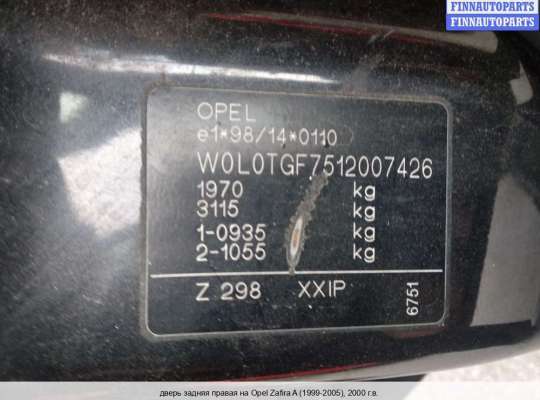 FINNAUTOPARTS
FINNAUTOPARTS
OPEL
e1*98/14*0110
W0L0TGF7512007426
1970 kg
3115 kg
1-0935 kg
2-1055 kg
Z 298 XXIP
6751
дверь задняя правая на Opel Zafira A (1999-2005), 2000 г.в.